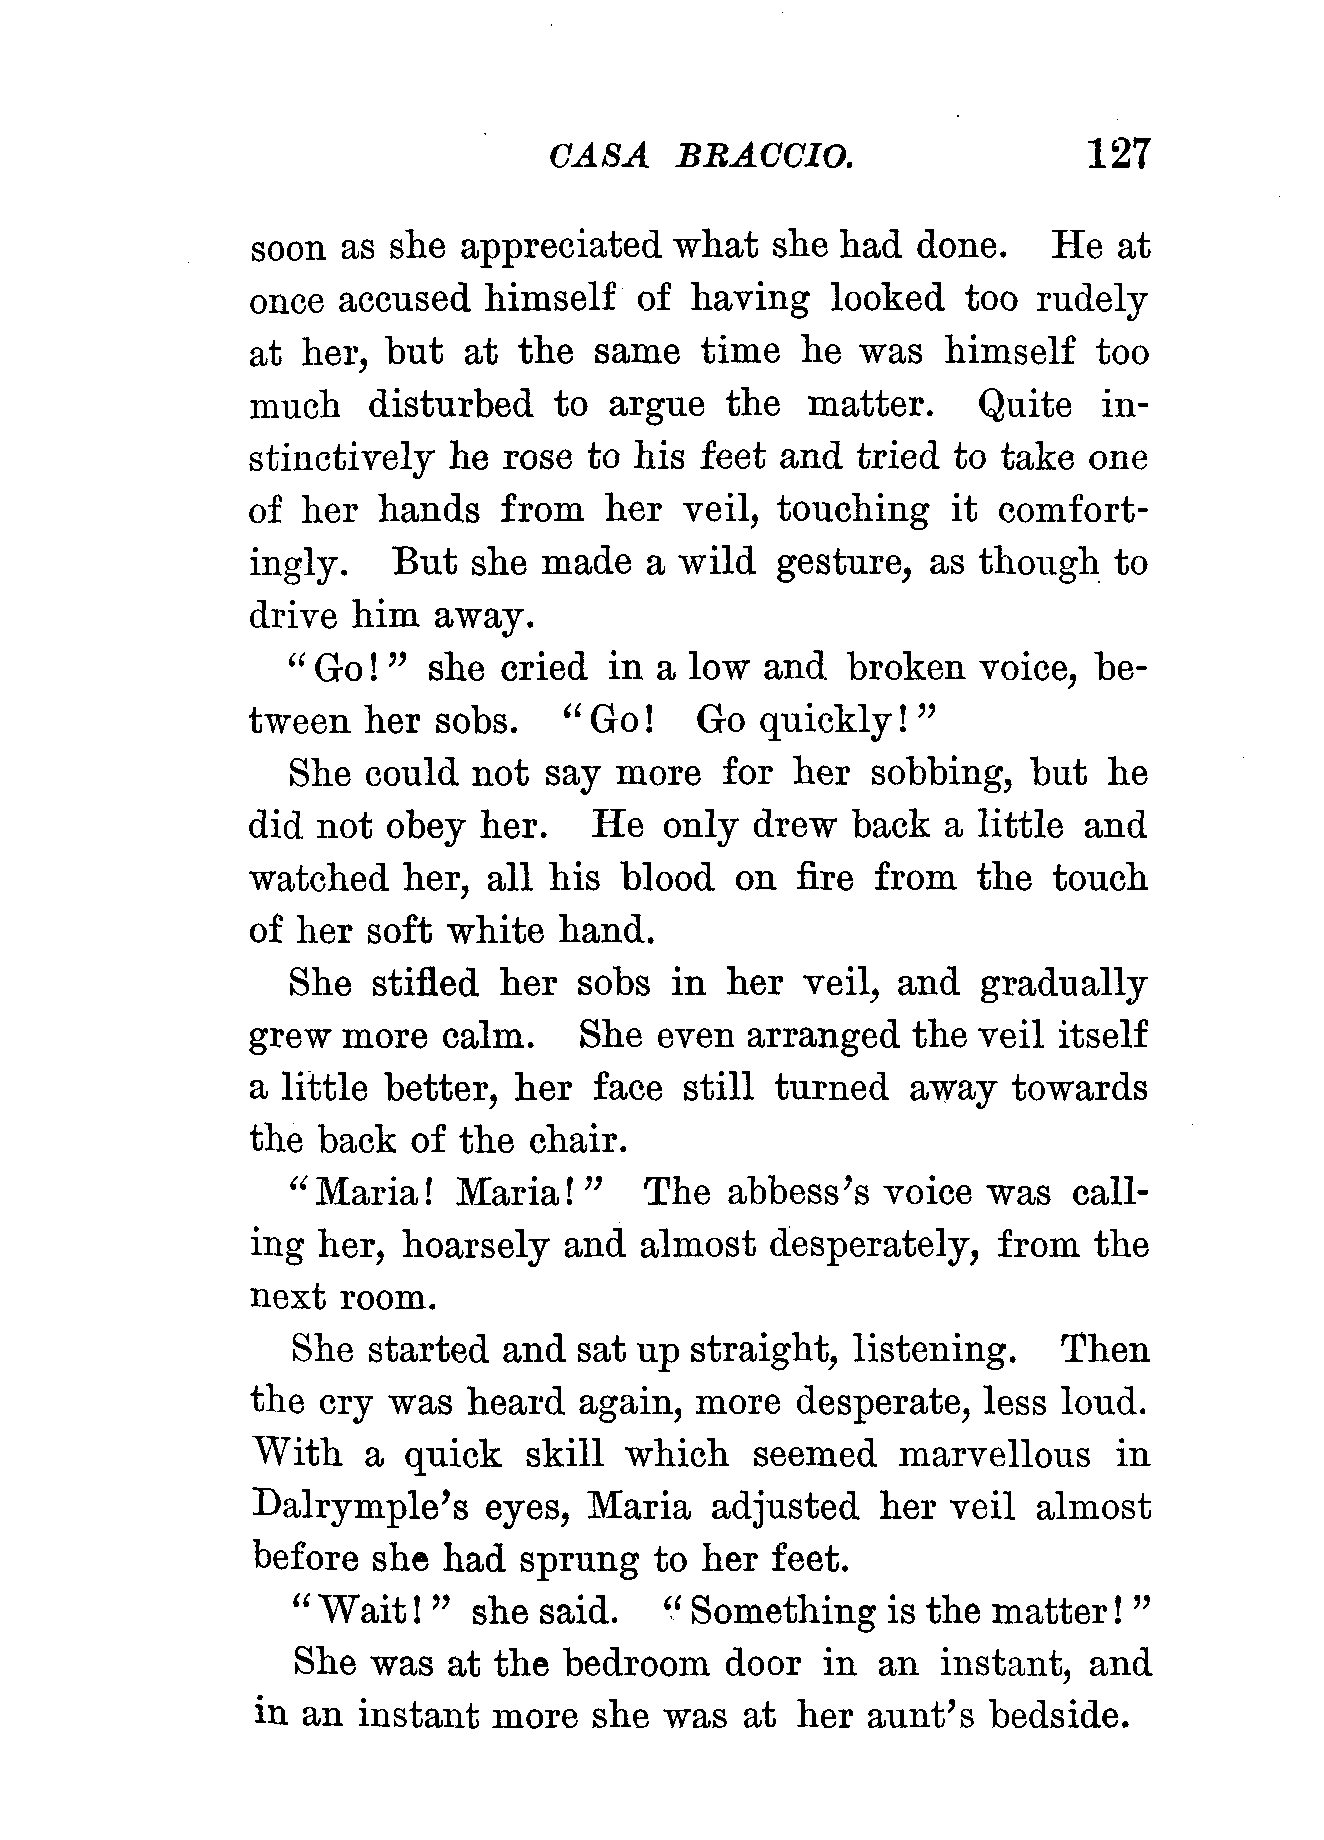 CASA BRACCIO. 127
soon as she appreciated what she had done. He at
once accused himself of having looked too rudely
at her, but at the same time he was himself too
much disturbed to argue the matter. Quite in-
stinctively he rose to his feet and tried to take one
of her hands from her veil, touching it comfort-
ingly. But she made a wild gesture, as though to
drive him away.
"Go!" she cried in a low and broken voice, be-
tween her sobs. "Go! Go quickly!"
She could not say more for her sobbing, but he
did not obey her. He only drew back a little and
watched her, all his blood on fire from the touch
of her soft white hand.
She stifled her sobs in her veil, and gradually
grew more calm. She even arranged the veil itself
a little better, her face still turned away towards
the back of the chair.
"Maria! Maria!" The abbess's voice was call-
ing her, hoarsely and almost desperately, from the
next room.
She started and sat up straight, listening. Then
the cry was heard again, more desperate, less loud.
With a quick skill which seemed marvellous in
Dalrymple's eyes, Maria adjusted her veil almost
before she had sprung to her feet.
"Wait!" she said. "Something is the matter!"
She was at the bedroom door in an instant, and
in an instant more she was at her aunt's bedside.